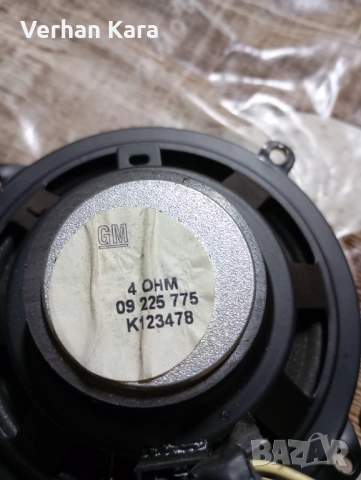 Verhan Kara
GM
4 OHM
09 225 775
K123478
BAZAR